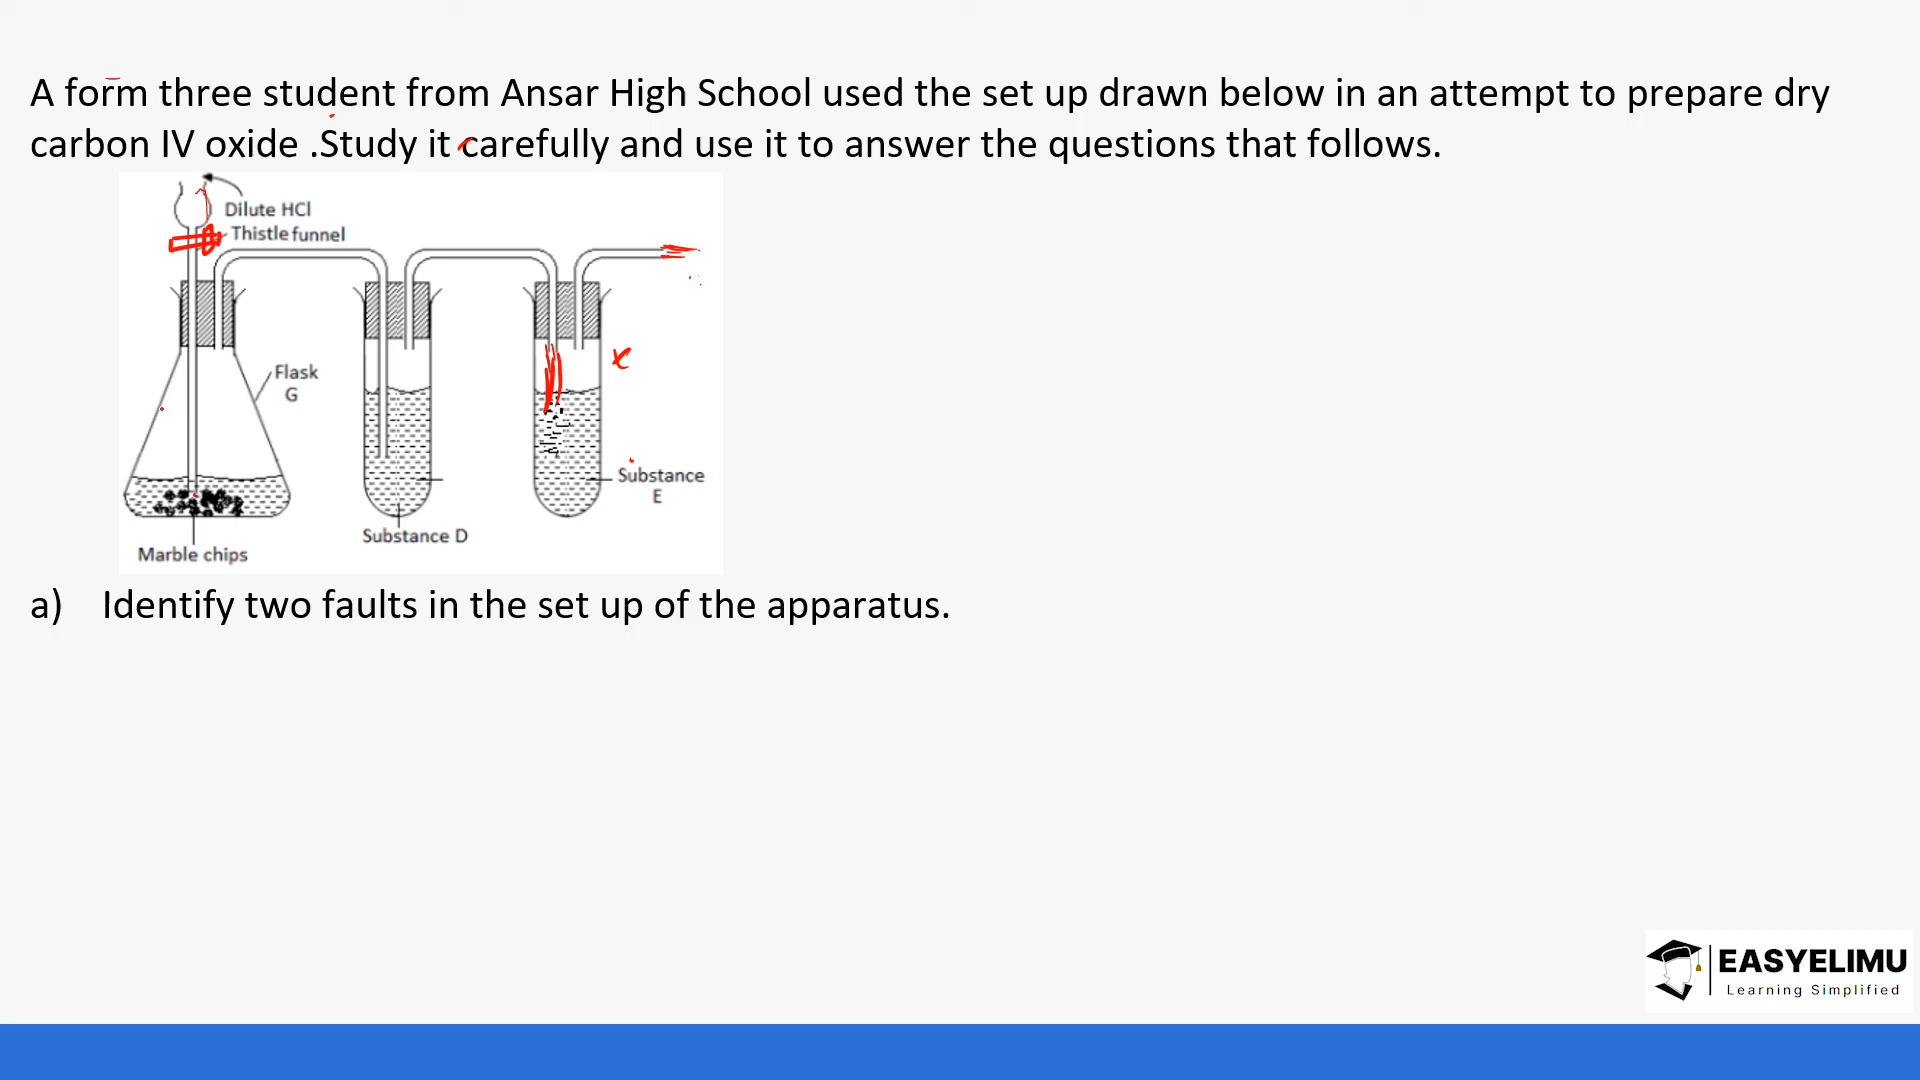 A form three student from Ansar High School used the set up drawn below in an attempt to prepare dry
carbon IV oxide .Study it carefully and use it to answer the questions that follows.
Dilute HCl
Thistle funnel
Flask
G
Substance
E
Substance D
Marble chips
a) Identify two faults in the set up of the apparatus.
EASYELIMU
Learning Simplified